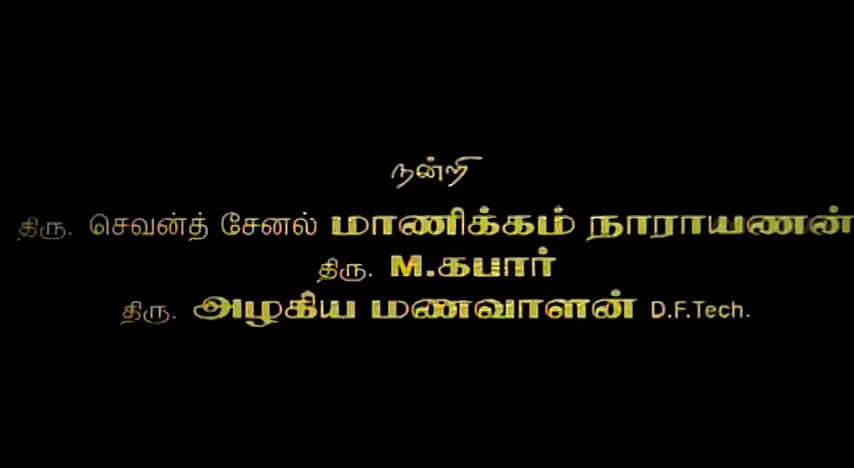 நன்றி
திரு. செவன்த் சேனல் மாணிக்கம் நாராயணன்
திரு. M.கபார்
திரு. அழகிய மணவாளன் D.F.Tech.